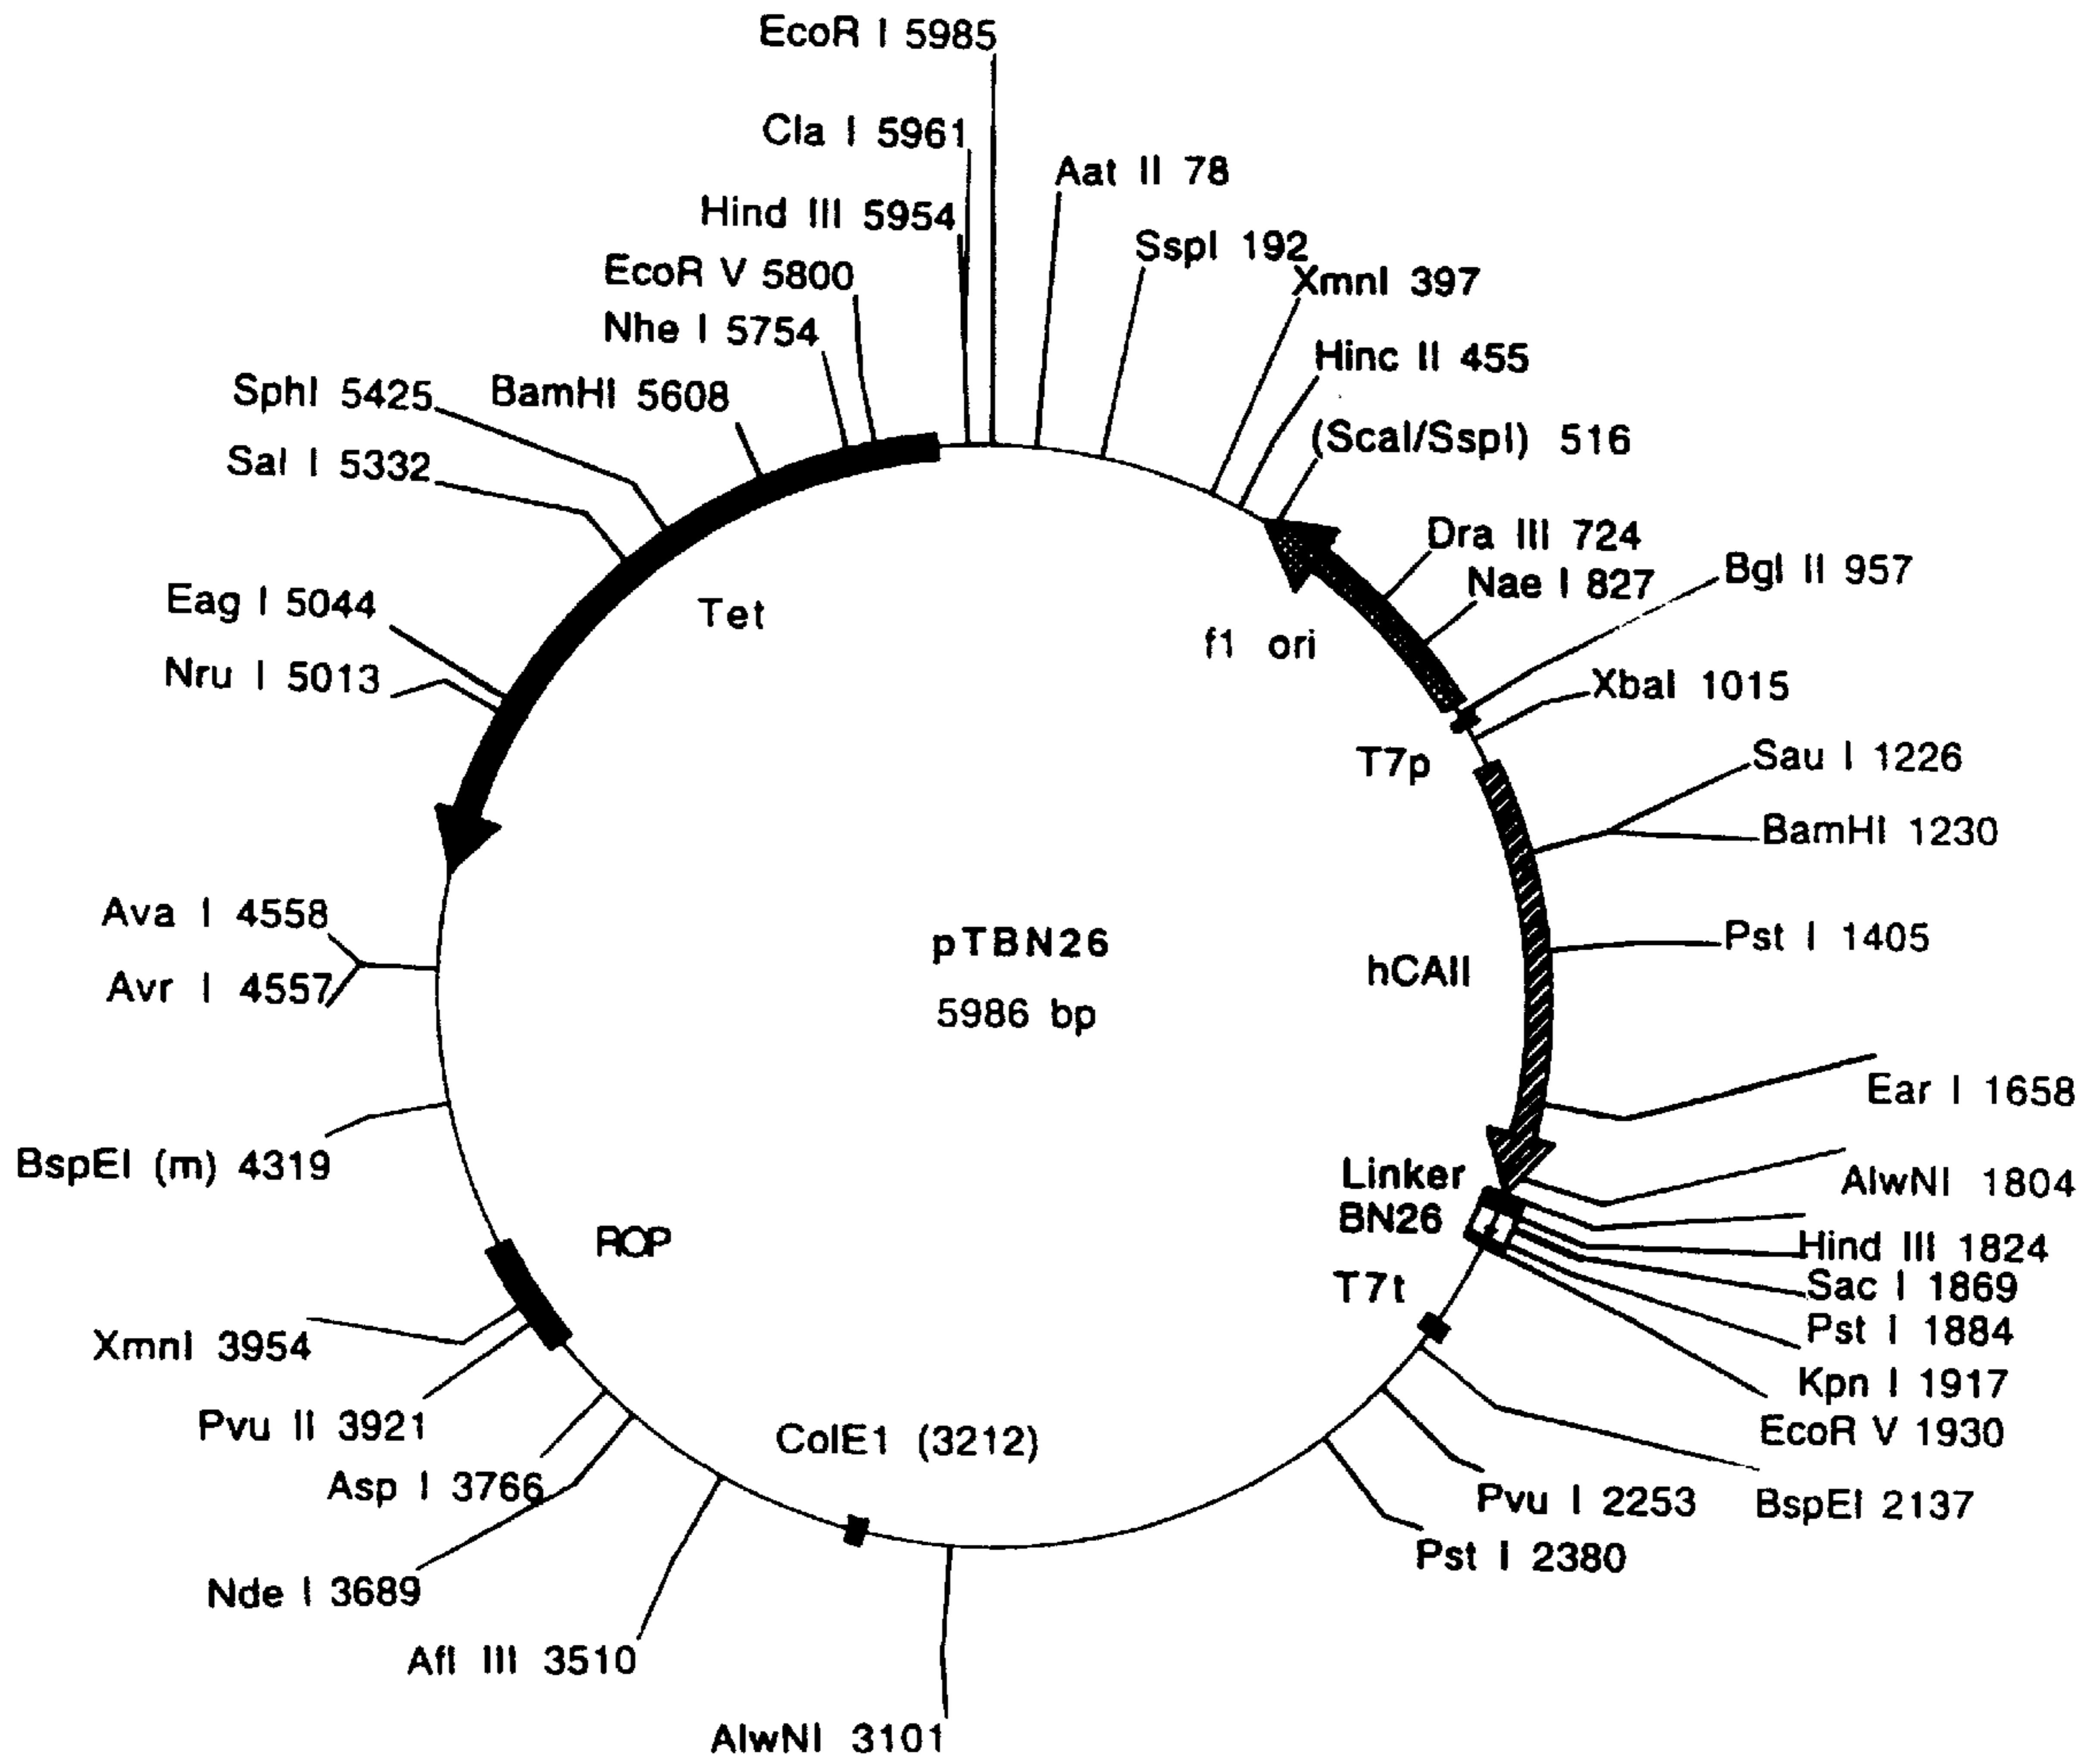 EcoR I 5985
Cla I 5961
Aat II 78
Hind III 5954
SspI 192
EcoR V 5800
XmnI 397
Nhe I 5754
Hinc II 455
SphI 5425
BamHI 5608
(ScaI/SspI) 516
Sal I 5332
Dra III 724
Bgl II 957
Nae I 827
Eag I 5044
Tet
f1 ori
Nru I 5013
XbaI 1015
T7p
Sau I 1226
BamHI 1230
Ava I 4558
pTBN26
Pst I 1405
hCAII
Avr I 4557
5986 bp
Ear I 1658
BspEI (m) 4319
Linker
BN26
AlwNI 1804
ROP
Hind III 1824
T7t
Sac I 1869
XmnI 3954
Pst I 1884
Kpn I 1917
Pvu II 3921
ColE1 (3212)
EcoR V 1930
Asp I 3766
Pvu I 2253
BspEI 2137
Pst I 2380
Nde I 3689
Afl III 3510
AlwNI 3101